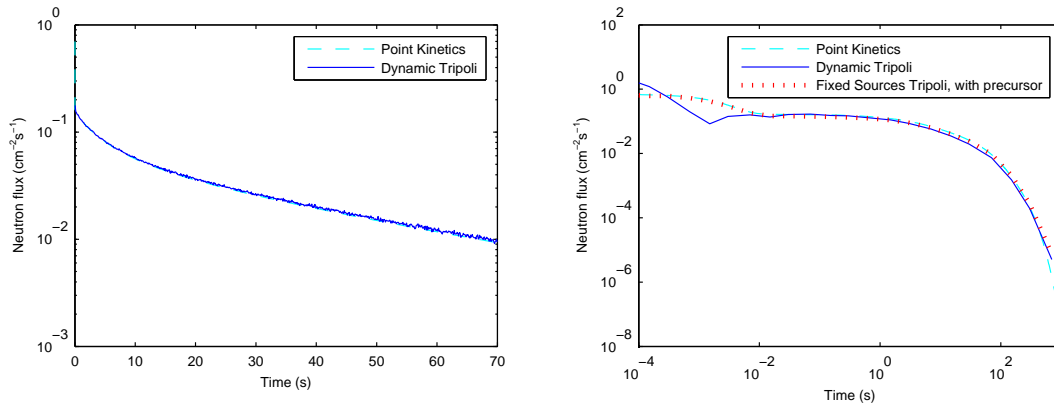 10^0
10^−1
10^−2
10^−3
Neutron flux (cm^−2s^−1)
0 10 20 30 40 50 60 70
Time (s)
Point Kinetics
Dynamic Tripoli
10^2
10^0
10^−2
10^−4
10^−6
10^−8
Neutron flux (cm^−2s^−1)
10^−4 10^−2 10^0 10^2
Time (s)
Point Kinetics
Dynamic Tripoli
Fixed Sources Tripoli, with precursor